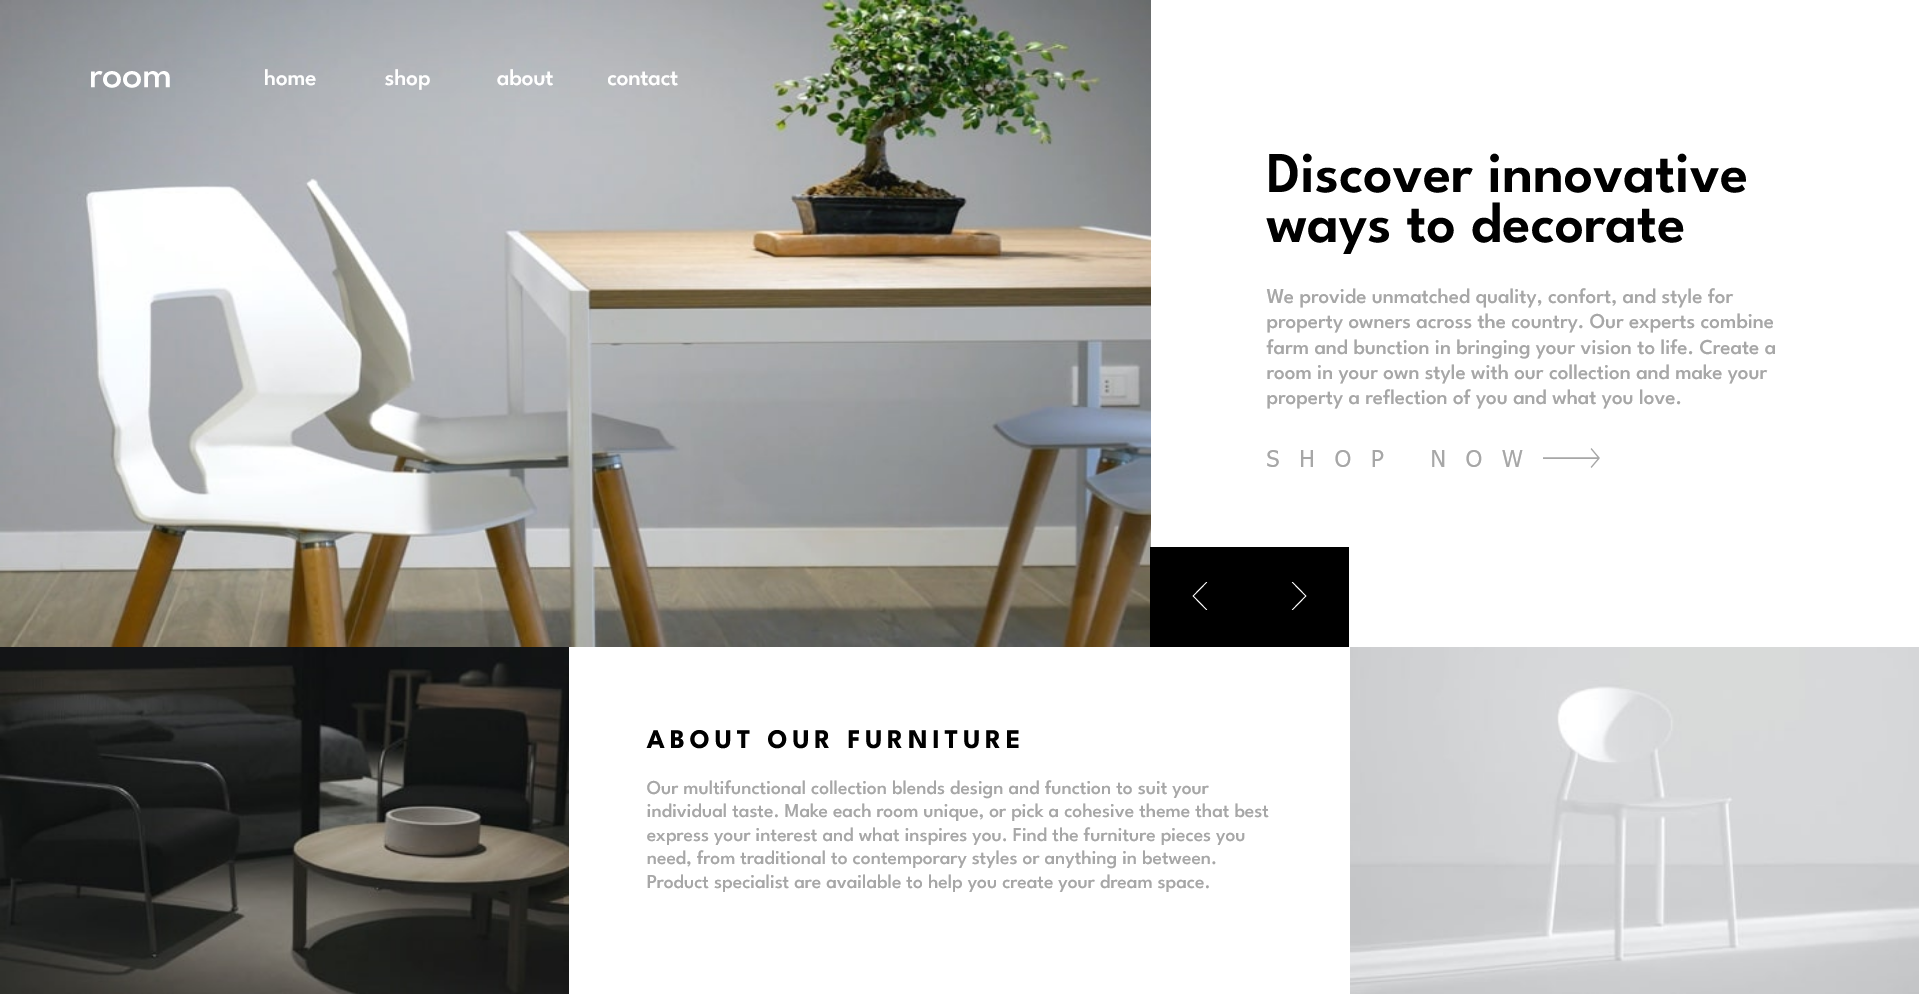 room
home
shop
about
contact
Discover innovative
ways to decorate
We provide unmatched quality, confort, and style for
property owners across the country. Our experts combine
farm and bunction in bringing your vision to life. Create a
room in your own style with our collection and make your
property a reflection of you and what you love.
SHOP NOW
ABOUT OUR FURNITURE
Our multifunctional collection blends design and function to suit your
individual taste. Make each room unique, or pick a cohesive theme that best
express your interest and what inspires you. Find the furniture pieces you
need, from traditional to contemporary styles or anything in between.
Product specialist are available to help you create your dream space.